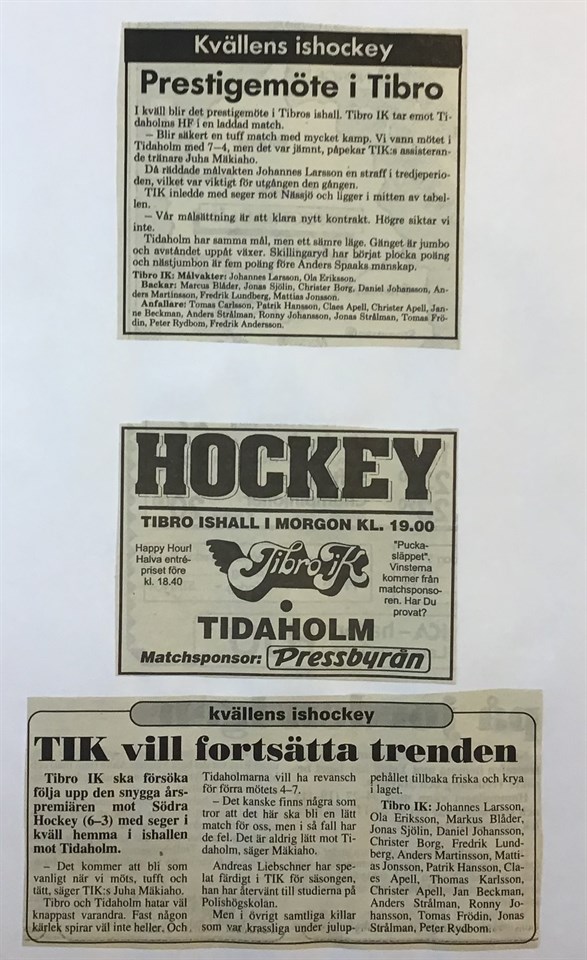 Kvällens ishockey
Prestigemöte i Tibro
I kväll blir det prestigemöte i Tibros ishall. Tibro IK tar emot Ti-
daholms HF i en laddad match.
– Blir säkert en tuff match med mycket kamp. Vi vann mötet i
Tidaholm med 7–4, men det var jämnt, påpekar TIK:s assisteran-
de tränare Juha Mäkiaho.
Då räddade målvakten Johannes Larsson en straff i tredjeperio-
den, vilket var viktigt för utgången den gången.
TIK inledde med seger mot Nässjö och ligger i mitten av tabel-
len.
– Vår målsättning är att klara nytt kontrakt. Högre siktar vi
inte.
Tidaholm har samma mål, men ett sämre läge. Gänget är jumbo
och avståndet uppåt växer. Skillingaryd har börjat plocka poäng
och nästjumbon är fem poäng före Anders Spaaks manskap.
Tibro IK: Målvakter: Johannes Larsson, Ola Eriksson.
Backar: Marcus Blåder, Jonas Sjölin, Christer Borg, Daniel Johansson, An-
ders Martinsson, Fredrik Lundberg, Mattias Jonsson.
Anfallare: Tomas Carlsson, Patrik Hansson, Claes Apell, Christer Apell, Jan-
ne Beckman, Anders Strålman, Ronny Johansson, Jonas Strålman, Tomas Frö-
din, Peter Rydbom, Fredrik Andersson.
HOCKEY
TIBRO ISHALL I MORGON KL. 19.00
Happy Hour!
Halva entré-
priset före
kl. 18.40
Tibro IK
"Pucka-
släppet".
Vinsterna
kommer från
matchsponso-
ren. Har Du
provat?
TIDAHOLM
Matchsponsor: Pressbyrån
kvällens ishockey
TIK vill fortsätta trenden
Tibro IK ska försöka
följa upp den snygga års-
premiären mot Södra
Hockey (6–3) med seger i
kväll hemma i ishallen
mot Tidaholm.
– Det kommer att bli som
vanligt när vi möts, tufft och
tätt, säger TIK:s Juha Mäkiaho.
Tibro och Tidaholm hatar väl
knappast varandra. Fast någon
kärlek spirar väl inte heller. Och
Tidaholmarna vill ha revansch
för förra mötets 4–7.
– Det kanske finns några som
tror att det här ska bli en lätt
match för oss, men i så fall har
de fel. Det är aldrig lätt mot Ti-
daholm, säger Mäkiaho.
Andreas Liebschner har spe-
lat färdigt i TIK för säsongen,
han har återvänt till studierna på
Polishögskolan.
Men i övrigt samtliga killar
som var krassliga under julup-
pehållet tillbaka friska och krya
i laget.
Tibro IK: Johannes Larsson,
Ola Eriksson, Markus Blåder,
Jonas Sjölin, Daniel Johansson,
Christer Borg, Fredrik Lund-
berg, Anders Martinsson, Matti-
as Jonsson, Patrik Hansson, Cla-
es Apell, Thomas Karlsson,
Christer Apell, Jan Beckman,
Anders Strålman, Ronny Jo-
hansson, Tomas Frödin, Jonas
Strålman, Peter Rydbom.